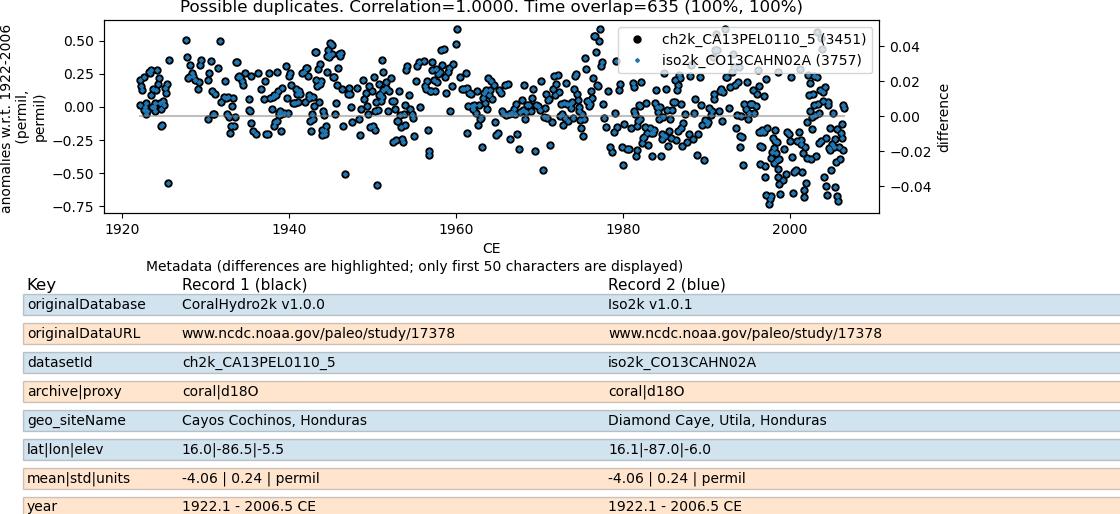 Possible duplicates. Correlation=1.0000. Time overlap=635 (100%, 100%)
anomalies w.r.t. 1922-2006
(permil,
permil)
0.50
0.25
0.00
−0.25
−0.50
−0.75
ch2k_CA13PEL0110_5 (3451)
iso2k_CO13CAHN02A (3757)
0.04
0.02
0.00
−0.02
−0.04
difference
1920 1940 1960 1980 2000
CE
Metadata (differences are highlighted; only first 50 characters are displayed)
Key Record 1 (black) Record 2 (blue)
originalDatabase CoralHydro2k v1.0.0 Iso2k v1.0.1
originalDataURL www.ncdc.noaa.gov/paleo/study/17378 www.ncdc.noaa.gov/paleo/study/17378
datasetId ch2k_CA13PEL0110_5 iso2k_CO13CAHN02A
archive|proxy coral|d18O coral|d18O
geo_siteName Cayos Cochinos, Honduras Diamond Caye, Utila, Honduras
lat|lon|elev 16.0|-86.5|-5.5 16.1|-87.0|-6.0
mean|std|units -4.06 | 0.24 | permil -4.06 | 0.24 | permil
year 1922.1 - 2006.5 CE 1922.1 - 2006.5 CE